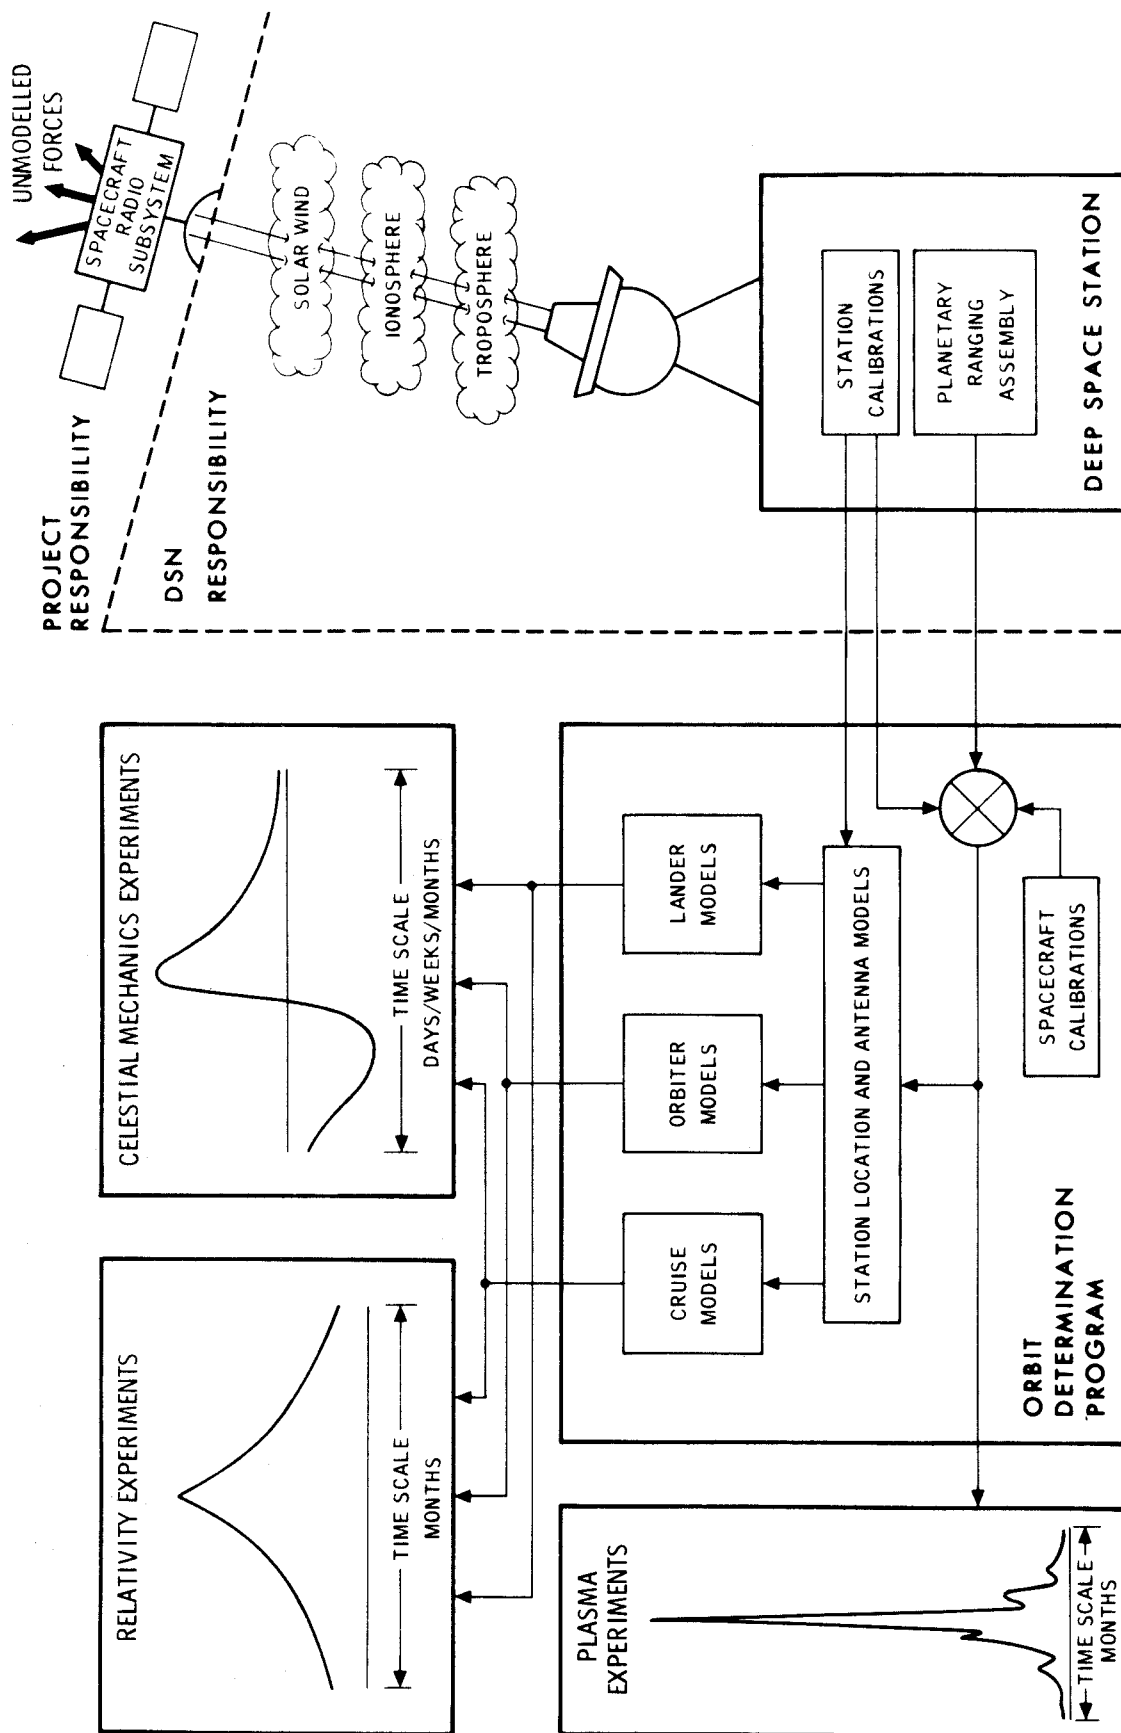 RELATIVITY EXPERIMENTS
TIME SCALE
MONTHS
CELESTIAL MECHANICS EXPERIMENTS
TIME SCALE
DAYS/WEEKS/MONTHS
PROJECT
RESPONSIBILITY
DSN
RESPONSIBILITY
UNMODELLED
FORCES
SPACECRAFT
RADIO
SUBSYSTEM
SOLAR WIND
IONOSPHERE
TROPOSPHERE
PLASMA
EXPERIMENTS
TIME SCALE
MONTHS
CRUISE
MODELS
ORBITER
MODELS
LANDER
MODELS
STATION LOCATION AND ANTENNA MODELS
SPACECRAFT
CALIBRATIONS
ORBIT
DETERMINATION
PROGRAM
STATION
CALIBRATIONS
PLANETARY
RANGING
ASSEMBLY
DEEP SPACE STATION